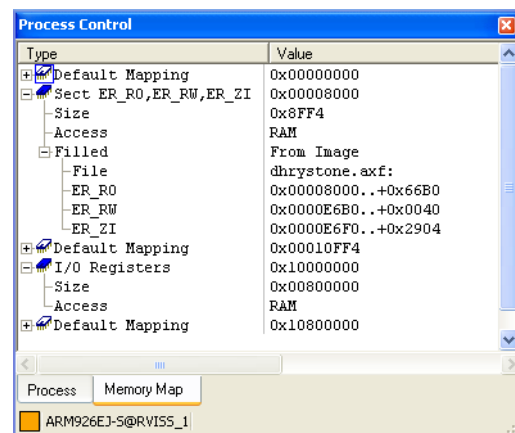 Process Control
Type Value
Default Mapping 0x00000000
Sect ER_RO,ER_RW,ER_ZI 0x00008000
Size 0x8FF4
Access RAM
Filled From Image
File dhrystone.axf:
ER_RO 0x00008000..+0x66B0
ER_RW 0x0000E6B0..+0x0040
ER_ZI 0x0000E6F0..+0x2904
Default Mapping 0x00010FF4
I/O Registers 0x10000000
Size 0x00800000
Access RAM
Default Mapping 0x10800000
Process Memory Map
ARM926EJ-S@RVISS_1